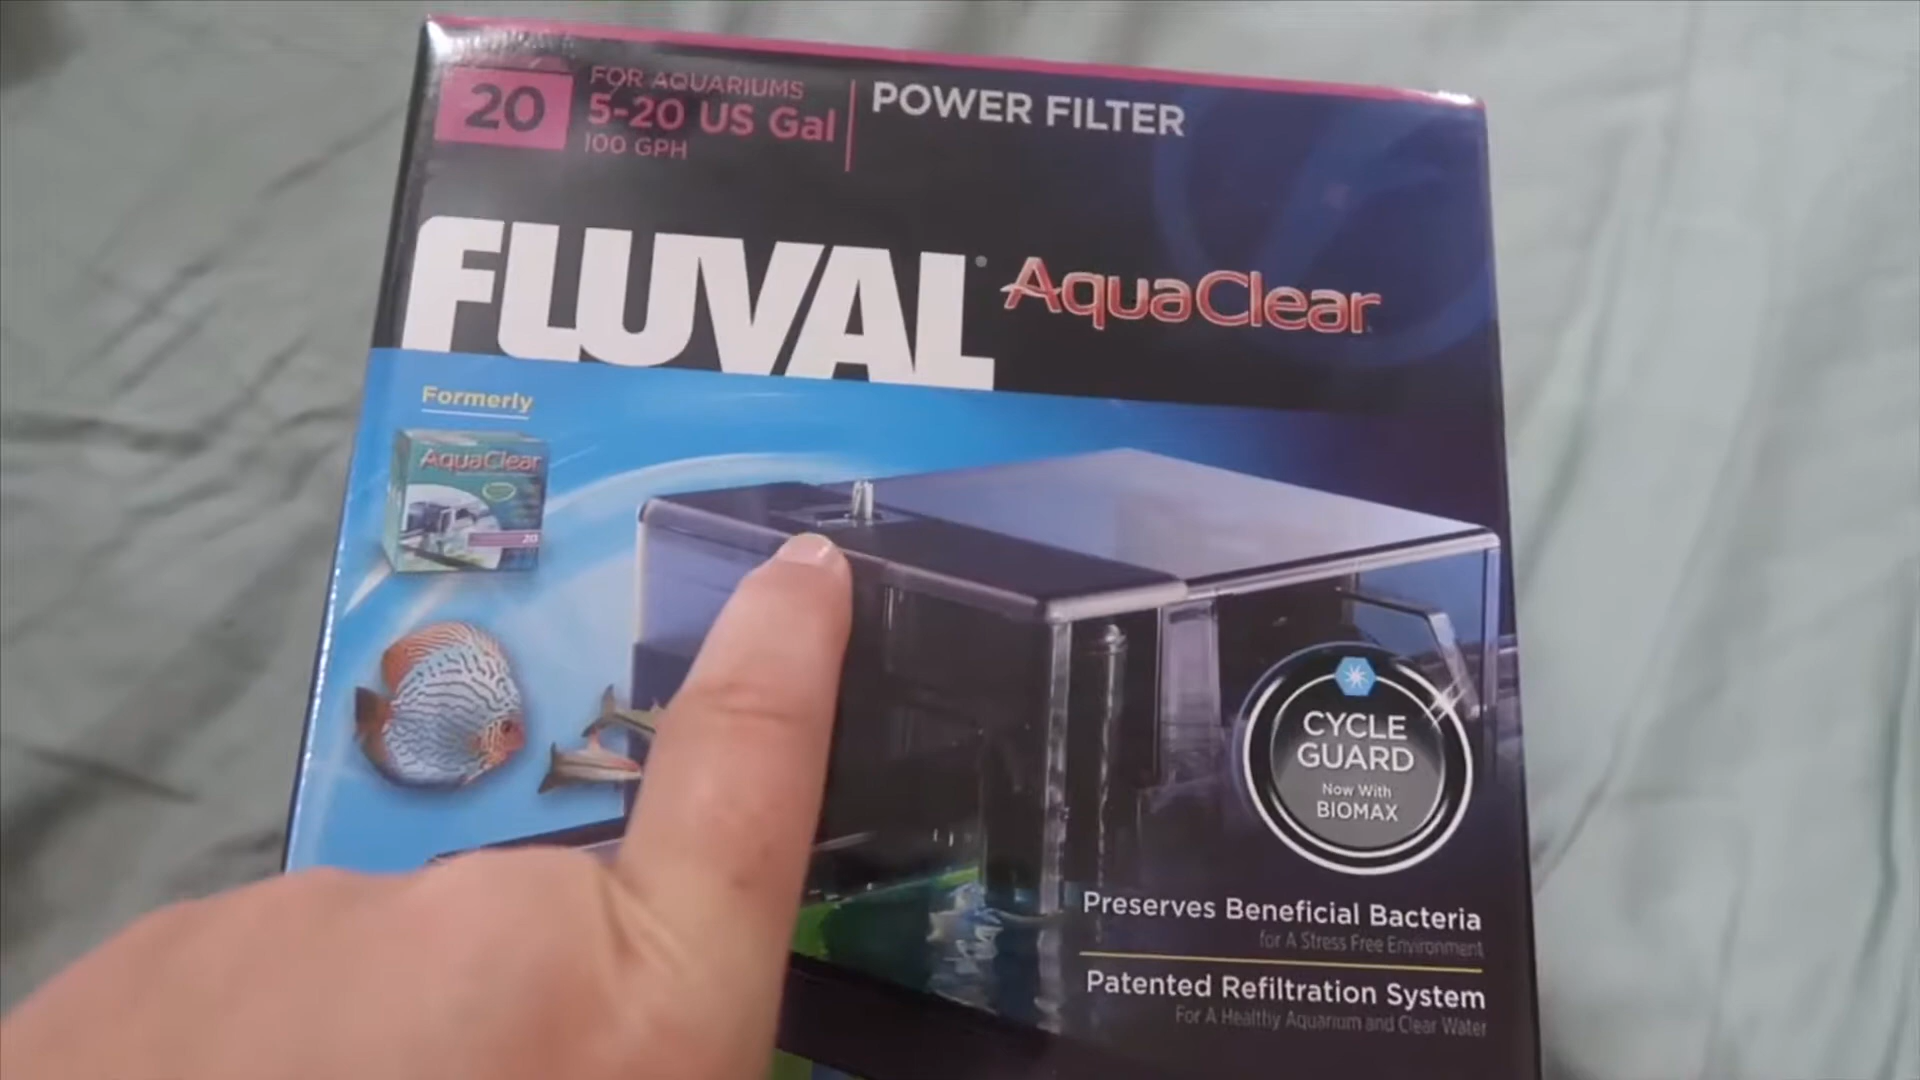 20
FOR AQUARIUMS
5-20 US Gal
100 GPH
POWER FILTER
FLUVAL
AquaClear
Formerly
AquaClear
20
CYCLE
GUARD
Now With
BIOMAX
Preserves Beneficial Bacteria
for A Stress Free Environment
Patented Refiltration System
For A Healthy Aquarium and Clear Water